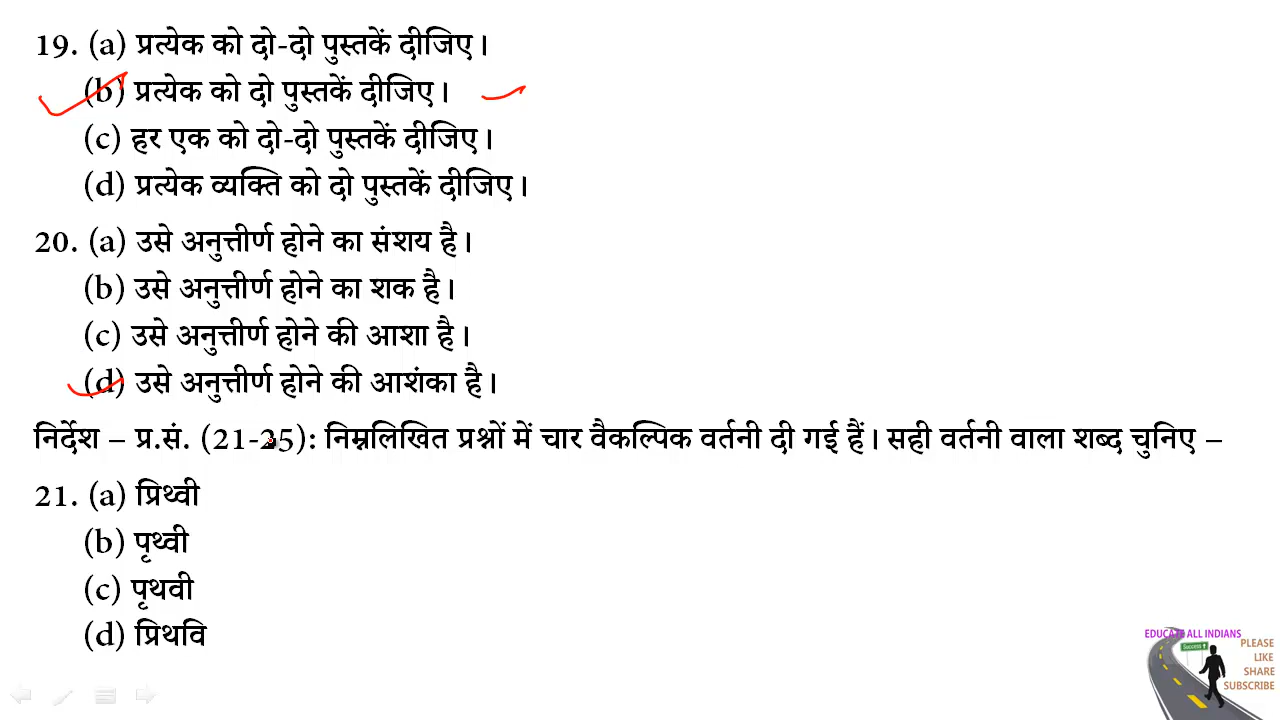 19. (a) प्रत्येक को दो-दो पुस्तकें दीजिए।
(b) प्रत्येक को दो पुस्तकें दीजिए।
(c) हर एक को दो-दो पुस्तकें दीजिए।
(d) प्रत्येक व्यक्ति को दो पुस्तकें दीजिए।
20. (a) उसे अनुत्तीर्ण होने का संशय है।
(b) उसे अनुत्तीर्ण होने का शक है।
(c) उसे अनुत्तीर्ण होने की आशा है।
(d) उसे अनुत्तीर्ण होने की आशंका है।
निर्देश – प्र.सं. (21-25): निम्नलिखित प्रश्नों में चार वैकल्पिक वर्तनी दी गई हैं। सही वर्तनी वाला शब्द चुनिए –
21. (a) प्रिथ्वी
(b) पृथ्वी
(c) पृथवी
(d) प्रिथवि
EDUCATE ALL INDIANS
Success
PLEASE
LIKE
SHARE
SUBSCRIBE